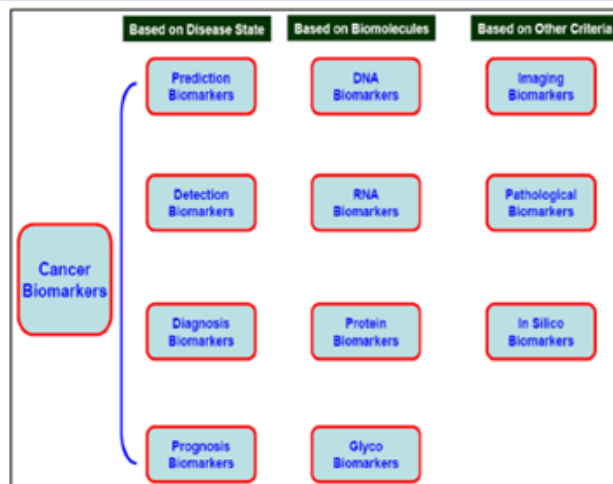 Based on Disease State
Based on Biomolecules
Based on Other Criteria
Prediction
Biomarkers
DNA
Biomarkers
Imaging
Biomarkers
Detection
Biomarkers
RNA
Biomarkers
Pathological
Biomarkers
Cancer
Biomarkers
Diagnosis
Biomarkers
Protein
Biomarkers
In Silico
Biomarkers
Prognosis
Biomarkers
Glyco
Biomarkers